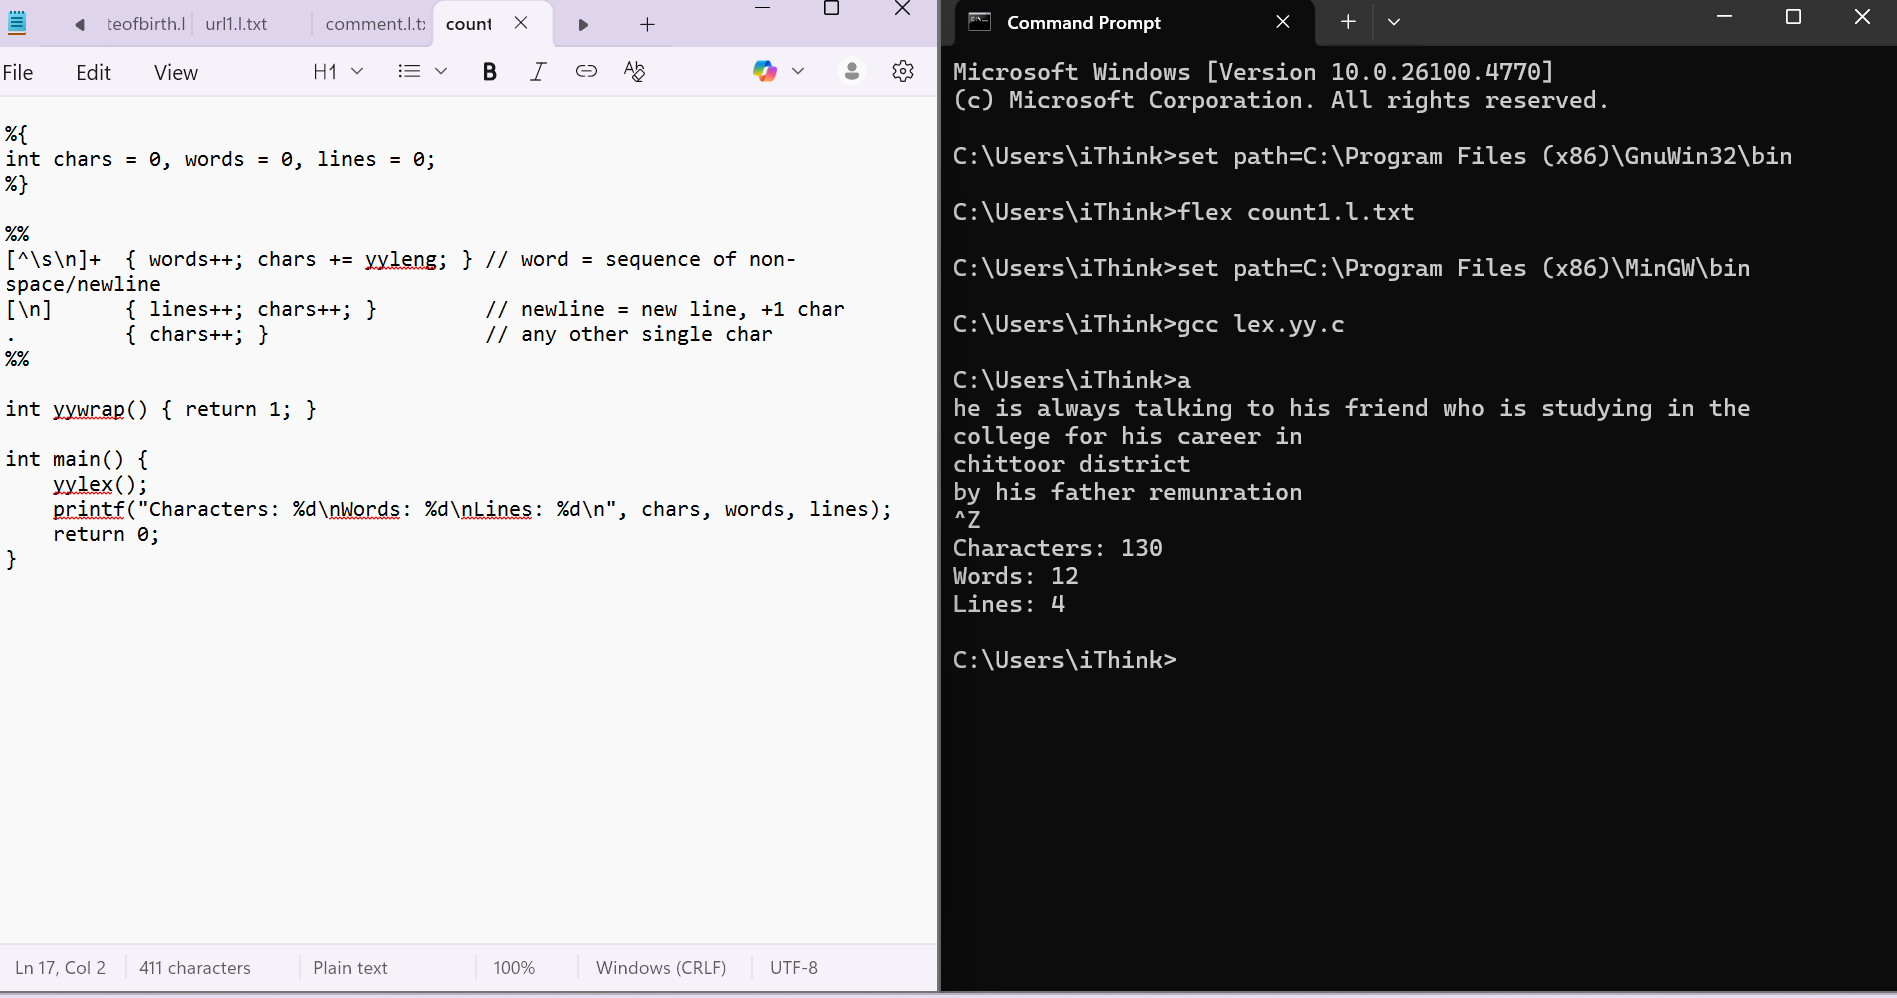 teofbirth.l
url1.l.txt
comment.l.t
count
File
Edit
View
H1
B
I
%{
int chars = 0, words = 0, lines = 0;
%}
%%
[^\s\n]+  { words++; chars += yyleng; } // word = sequence of non-
space/newline
[\n]      { lines++; chars++; }         // newline = new line, +1 char
.         { chars++; }                  // any other single char
%%
int yywrap() { return 1; }
int main() {
    yylex();
    printf("Characters: %d\nWords: %d\nLines: %d\n", chars, words, lines);
    return 0;
}
Ln 17, Col 2
411 characters
Plain text
100%
Windows (CRLF)
UTF-8
Command Prompt
Microsoft Windows [Version 10.0.26100.4770]
(c) Microsoft Corporation. All rights reserved.
C:\Users\iThink>set path=C:\Program Files (x86)\GnuWin32\bin
C:\Users\iThink>flex count1.l.txt
C:\Users\iThink>set path=C:\Program Files (x86)\MinGW\bin
C:\Users\iThink>gcc lex.yy.c
C:\Users\iThink>a
he is always talking to his friend who is studying in the
college for his career in
chittoor district
by his father remunration
^Z
Characters: 130
Words: 12
Lines: 4
C:\Users\iThink>